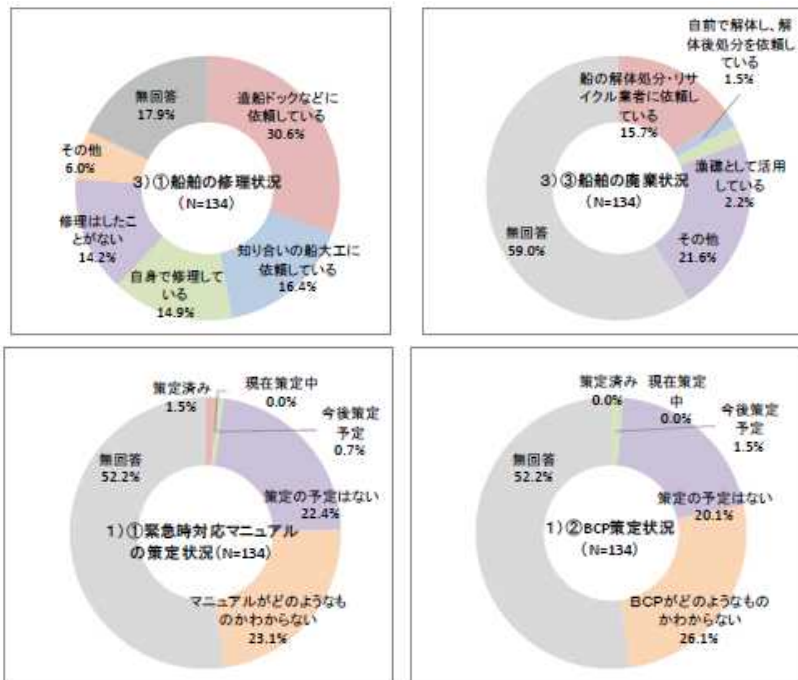 造船ドックなどに
依頼している
30.6%
知り合いの船大工に
依頼している
16.4%
自身で修理して
いる
14.9%
修理はしたこ
とがない
14.2%
その他
6.0%
無回答
17.9%
3)①船舶の修理状況
(N=134)
船の解体処分・リサ
イクル業者に依頼し
ている
15.7%
自前で解体し、解
体後処分を依頼し
ている
1.5%
漁礁として活用
している
2.2%
その他
21.6%
無回答
59.0%
3)③船舶の廃棄状況
(N=134)
策定済み
1.5%
現在策定中
0.0%
今後策定
予定
0.7%
策定の予定はない
22.4%
マニュアルがどのようなも
のかわからない
23.1%
無回答
52.2%
1)①緊急時対応マニュアル
の策定状況(N=134)
策定済み
0.0%
現在策定
中
0.0%
今後策定
予定
1.5%
策定の予定はない
20.1%
BCPがどのようなもの
かわからない
26.1%
無回答
52.2%
1)②BCP策定状況
(N=134)